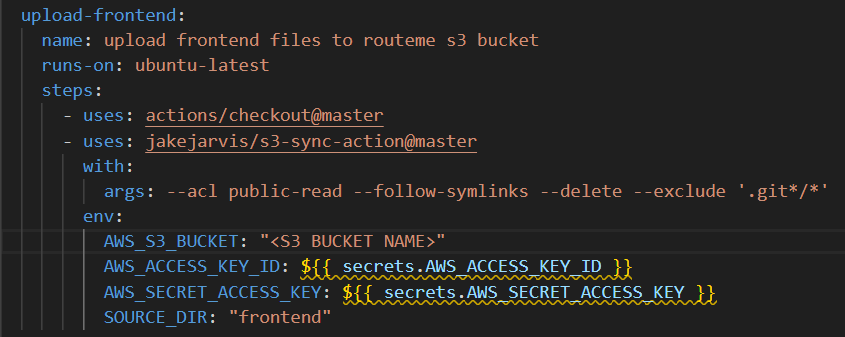 upload-frontend:
name: upload frontend files to routeme s3 bucket
runs-on: ubuntu-latest
steps:
- uses: actions/checkout@master
- uses: jakejarvis/s3-sync-action@master
with:
args: --acl public-read --follow-symlinks --delete --exclude '.git*/*'
env:
AWS_S3_BUCKET: "<S3 BUCKET NAME>"
AWS_ACCESS_KEY_ID: ${{ secrets.AWS_ACCESS_KEY_ID }}
AWS_SECRET_ACCESS_KEY: ${{ secrets.AWS_SECRET_ACCESS_KEY }}
SOURCE_DIR: "frontend"